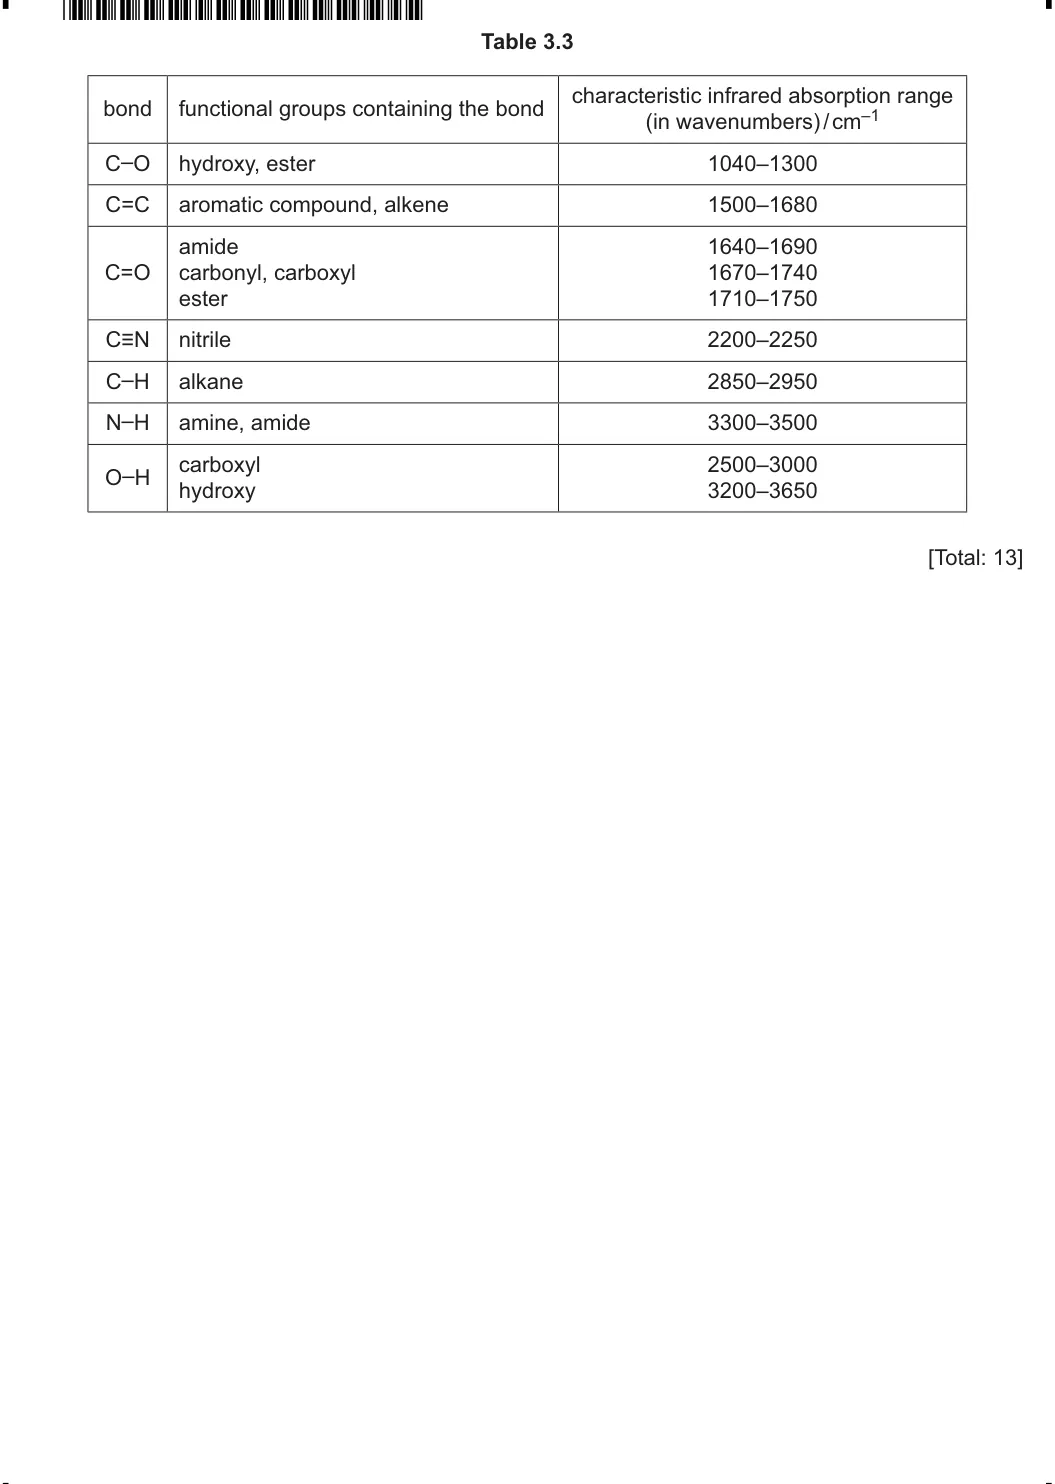 Table 3.3
bond functional groups containing the bond characteristic infrared absorption range (in wavenumbers) / cm⁻¹
C–O hydroxy, ester 1040–1300
C=C aromatic compound, alkene 1500–1680
C=O amide 1640–1690
carbonyl, carboxyl 1670–1740
ester 1710–1750
C≡N nitrile 2200–2250
C–H alkane 2850–2950
N–H amine, amide 3300–3500
O–H carboxyl 2500–3000
hydroxy 3200–3650
[Total: 13]